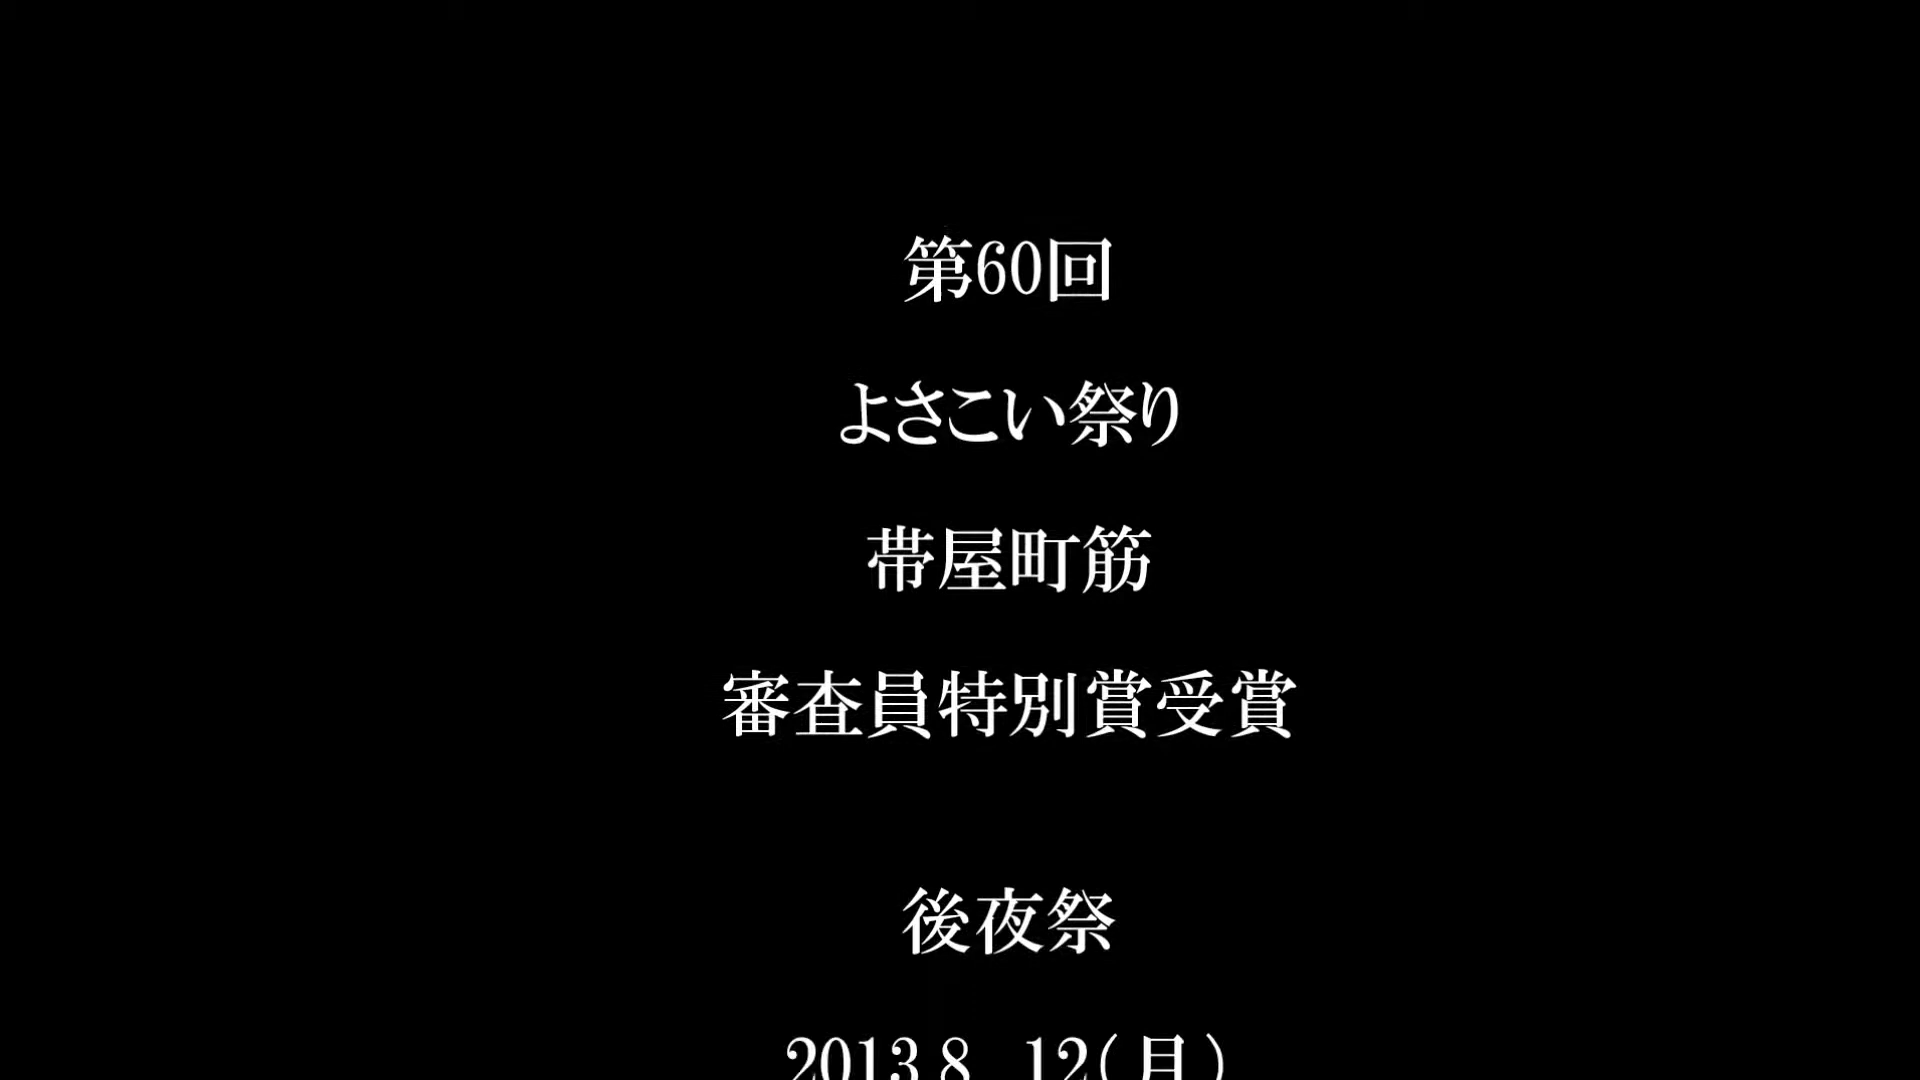 第60回
よさこい祭り
帯屋町筋
審査員特別賞受賞
後夜祭
2013.8.12(月)